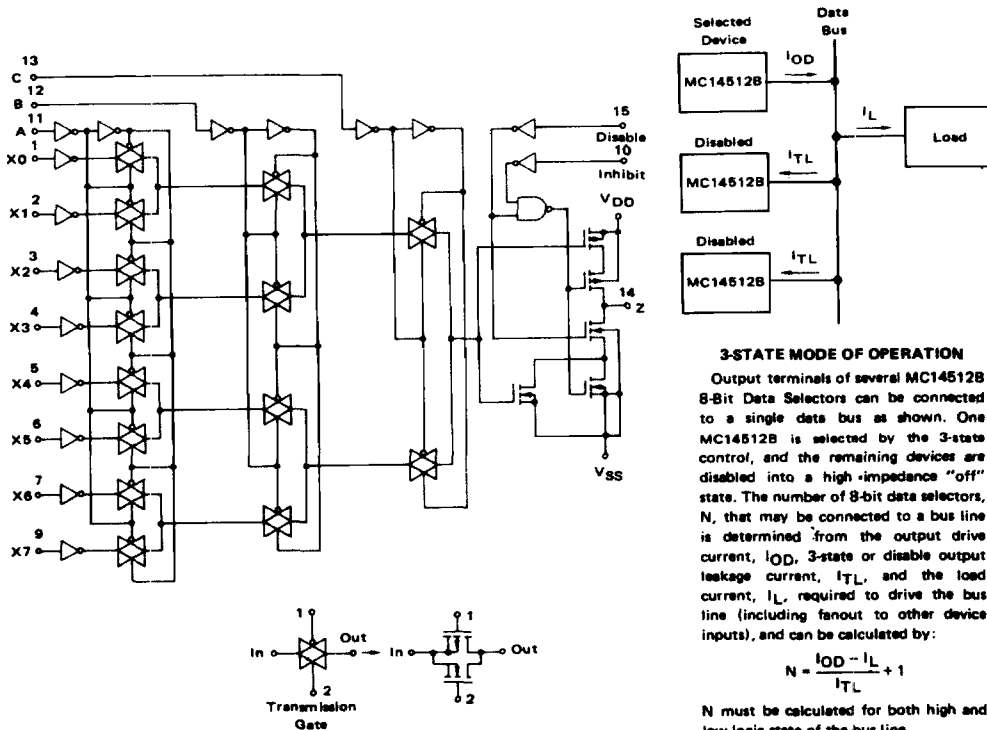 13
C
12
B
11
A
1
X0
2
X1
3
X2
4
X3
5
X4
6
X5
7
X6
9
X7
15
Disable
10
Inhibit
VDD
14
Z
VSS
1
In
Out
2
Transmission
Gate
1
In
Out
2
Selected
Device
Data
Bus
MC14512B
IOD
IL
Load
Disabled
MC14512B
ITL
Disabled
MC14512B
ITL
3-STATE MODE OF OPERATION
Output terminals of several MC14512B
8-Bit Data Selectors can be connected
to a single data bus as shown. One
MC14512B is selected by the 3-state
control, and the remaining devices are
disabled into a high-impedance "off"
state. The number of 8-bit data selectors,
N, that may be connected to a bus line
is determined from the output drive
current, IOD, 3-state or disable output
leakage current, ITL, and the load
current, IL, required to drive the bus
line (including fanout to other device
inputs), and can be calculated by:
N = IOD - IL / ITL + 1
N must be calculated for both high and
low logic state of the bus line.